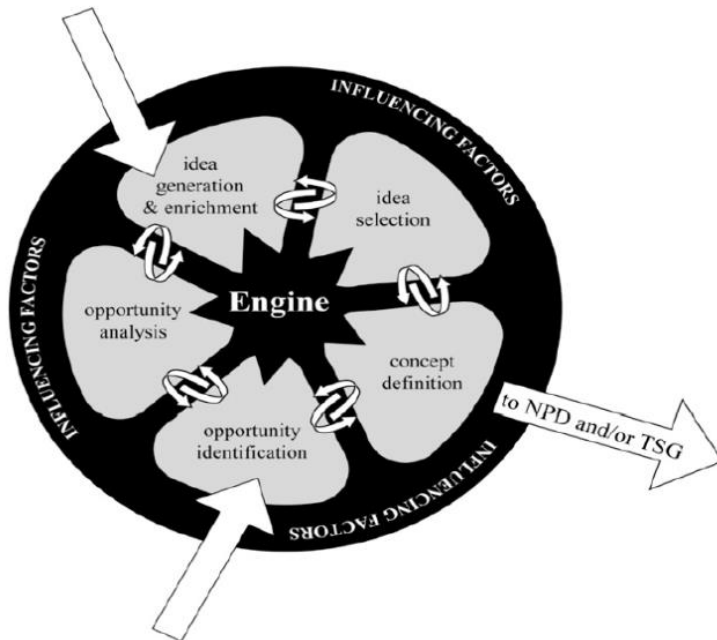 INFLUENCING FACTORS
idea
generation
& enrichment
idea
selection
INFLUENCING FACTORS
opportunity
analysis
Engine
concept
definition
opportunity
identification
to NPD and/or TSG
INFLUENCING FACTORS